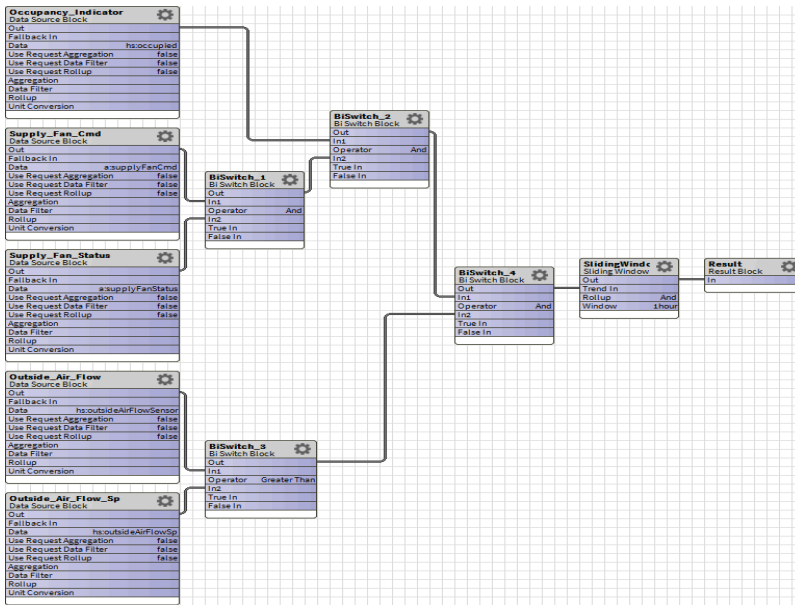 Occupancy_Indicator
Data Source Block
Out
Fallback In
Data hs:occupied
Use Request Aggregation false
Use Request Data Filter false
Use Request Rollup false
Aggregation
Data Filter
Rollup
Unit Conversion
Supply_Fan_Cmd
Data Source Block
Out
Fallback In
Data a:supplyFanCmd
Use Request Aggregation false
Use Request Data Filter false
Use Request Rollup false
Aggregation
Data Filter
Rollup
Unit Conversion
Supply_Fan_Status
Data Source Block
Out
Fallback In
Data a:supplyFanStatus
Use Request Aggregation false
Use Request Data Filter false
Use Request Rollup false
Aggregation
Data Filter
Rollup
Unit Conversion
Outside_Air_Flow
Data Source Block
Out
Fallback In
Data hs:outsideAirFlowSensor
Use Request Aggregation false
Use Request Data Filter false
Use Request Rollup false
Aggregation
Data Filter
Rollup
Unit Conversion
Outside_Air_Flow_Sp
Data Source Block
Out
Fallback In
Data hs:outsideAirFlowSp
Use Request Aggregation false
Use Request Data Filter false
Use Request Rollup false
Aggregation
Data Filter
Rollup
Unit Conversion
BiSwitch_1
Bi Switch Block
Out
In1
Operator And
In2
True In
False In
BiSwitch_3
Bi Switch Block
Out
In1
Operator Greater Than
In2
True In
False In
BiSwitch_2
Bi Switch Block
Out
In1
Operator And
In2
True In
False In
BiSwitch_4
Bi Switch Block
Out
In1
Operator And
In2
True In
False In
SlidingWindc
Sliding Window
Out
Trend In
Rollup And
Window 1hour
Result
Result Block
In